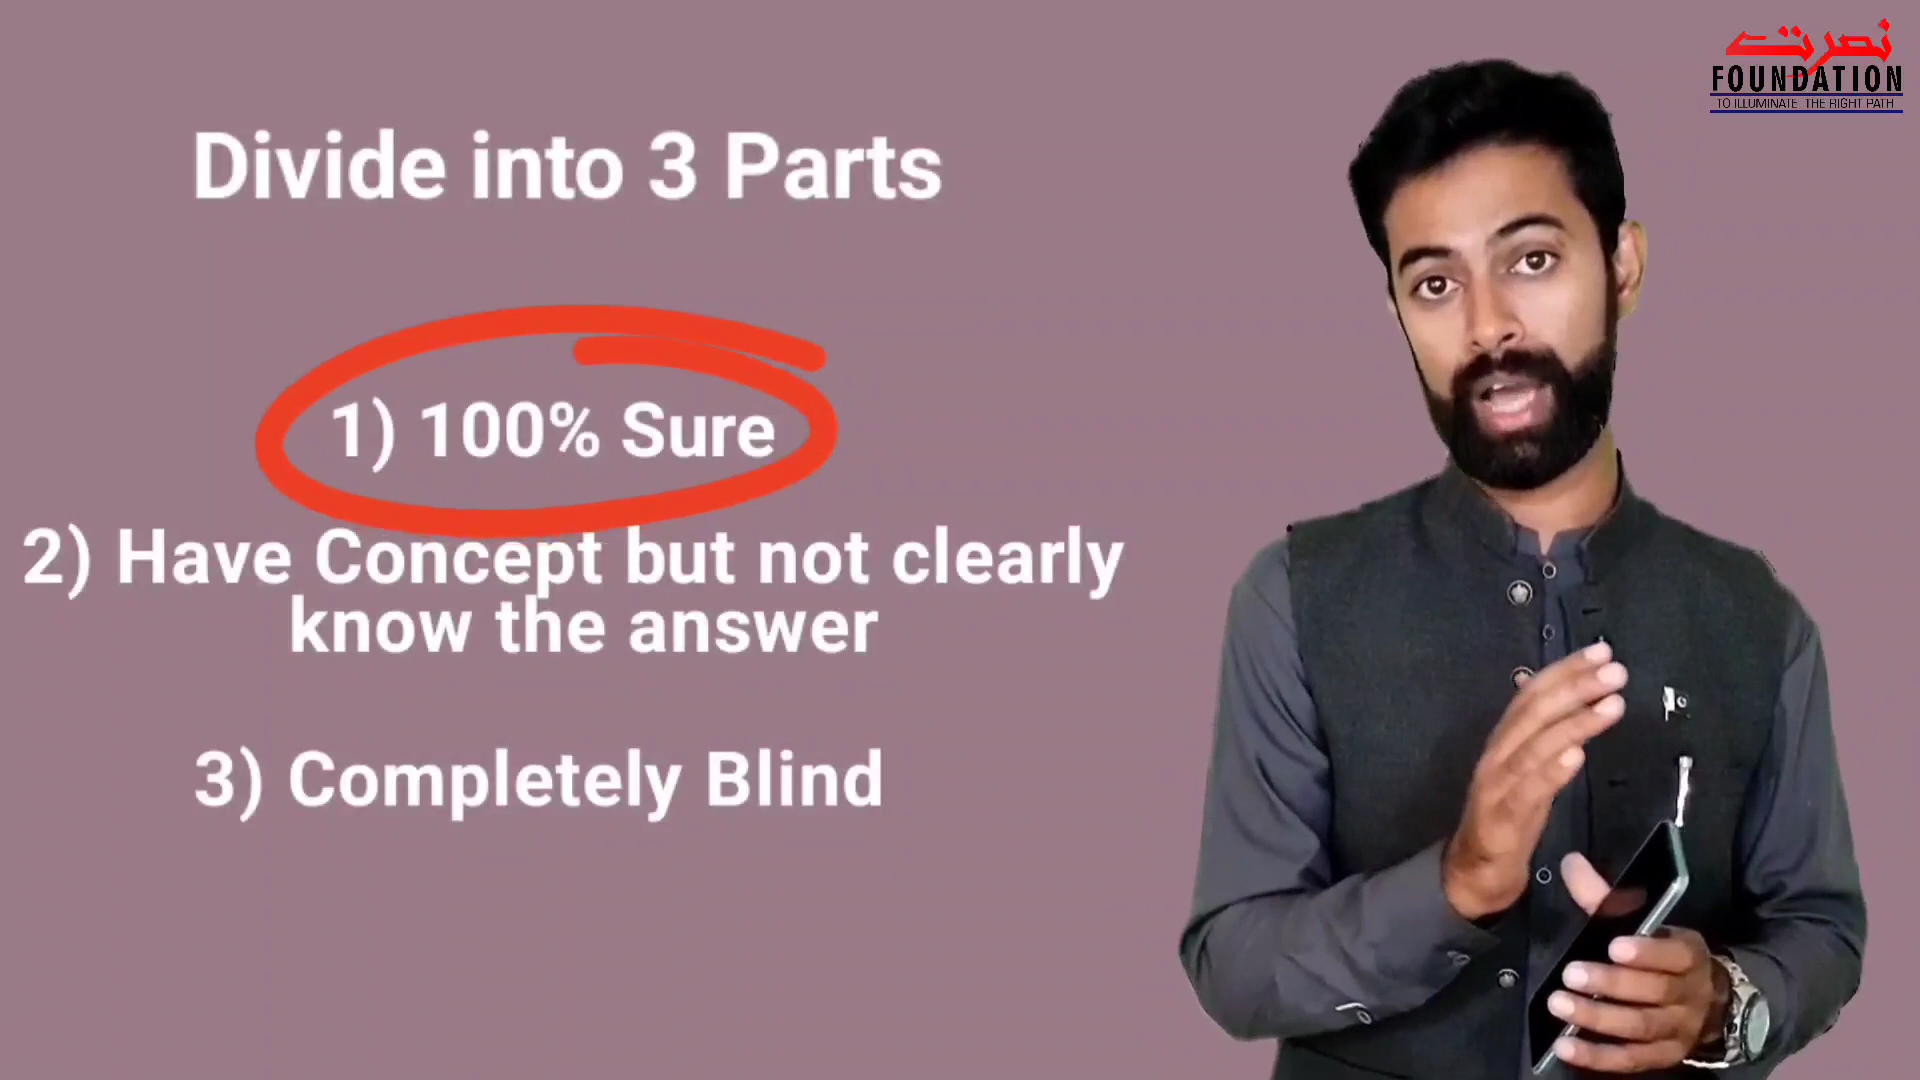 نصرت
FOUNDATION
TO ILLUMINATE THE RIGHT PATH
Divide into 3 Parts
1) 100% Sure
2) Have Concept but not clearly
know the answer
3) Completely Blind